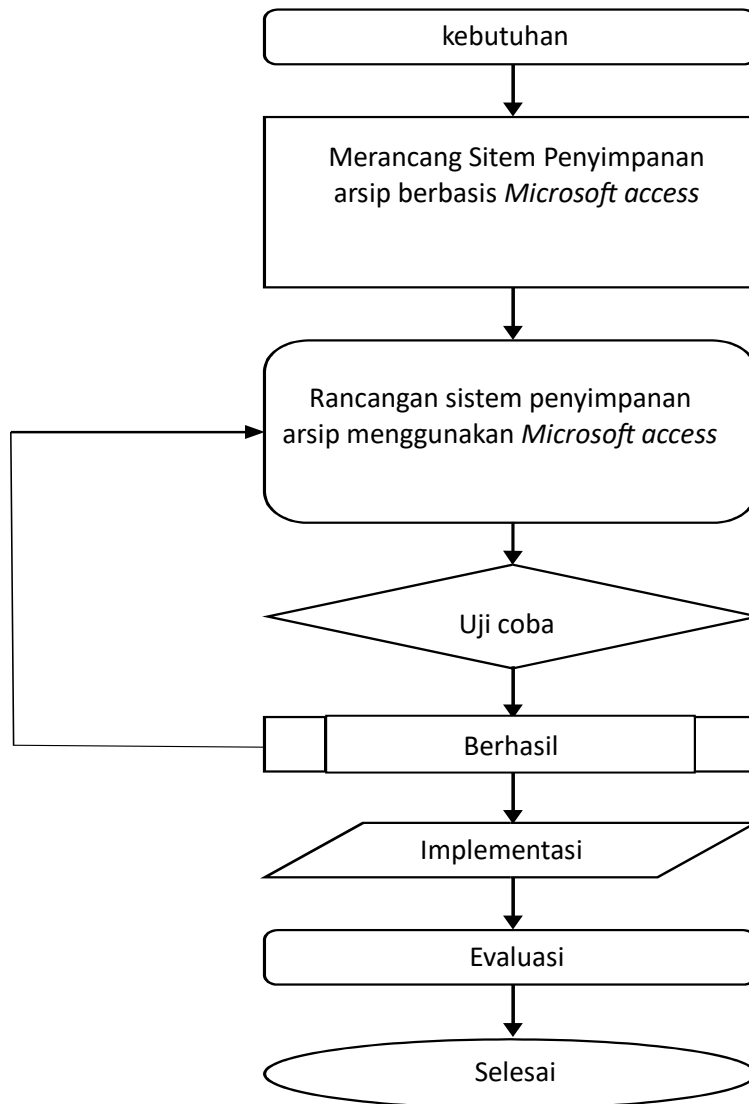 kebutuhan
Merancang Sitem Penyimpanan
arsip berbasis Microsoft access
Rancangan sistem penyimpanan
arsip menggunakan Microsoft access
Uji coba
Berhasil
Implementasi
Evaluasi
Selesai